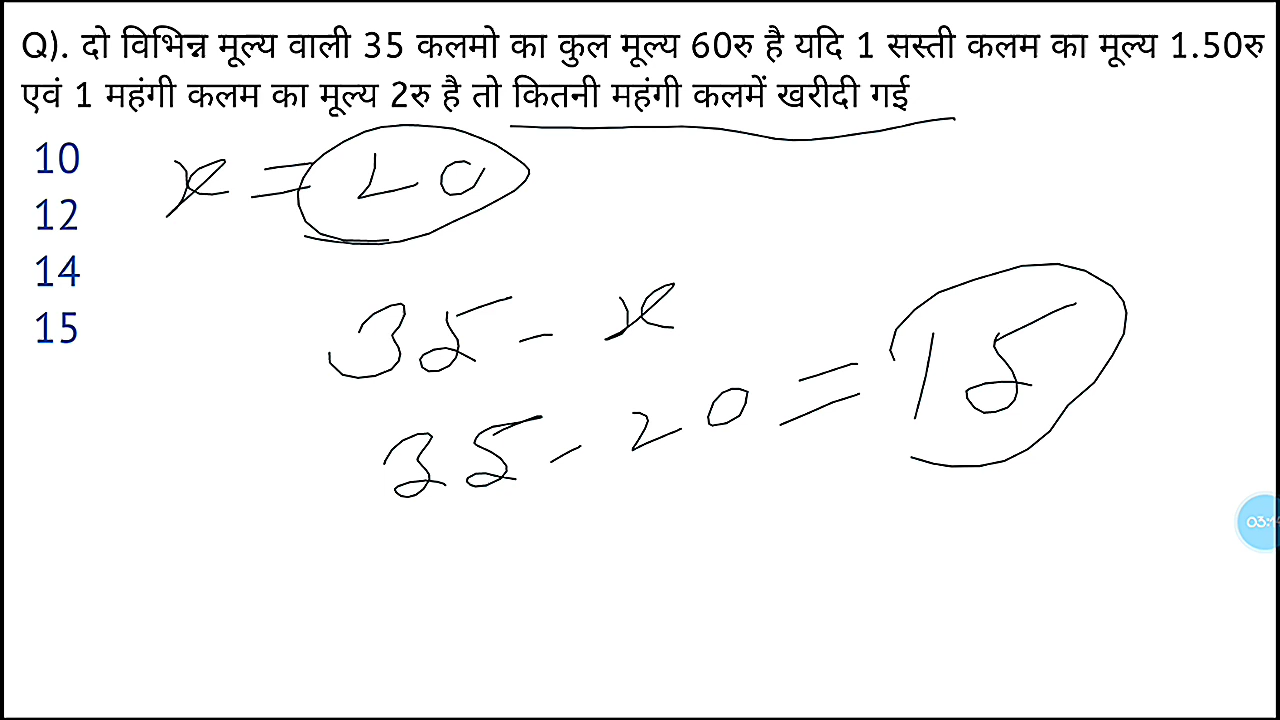 Q). दो विभिन्न मूल्य वाली 35 कलमो का कुल मूल्य 60रु है यदि 1 सस्ती कलम का मूल्य 1.50रु
एवं 1 महंगी कलम का मूल्य 2रु है तो कितनी महंगी कलमें खरीदी गई
10
x = 20
12
14
15
35 - x
35 - 20 = 15